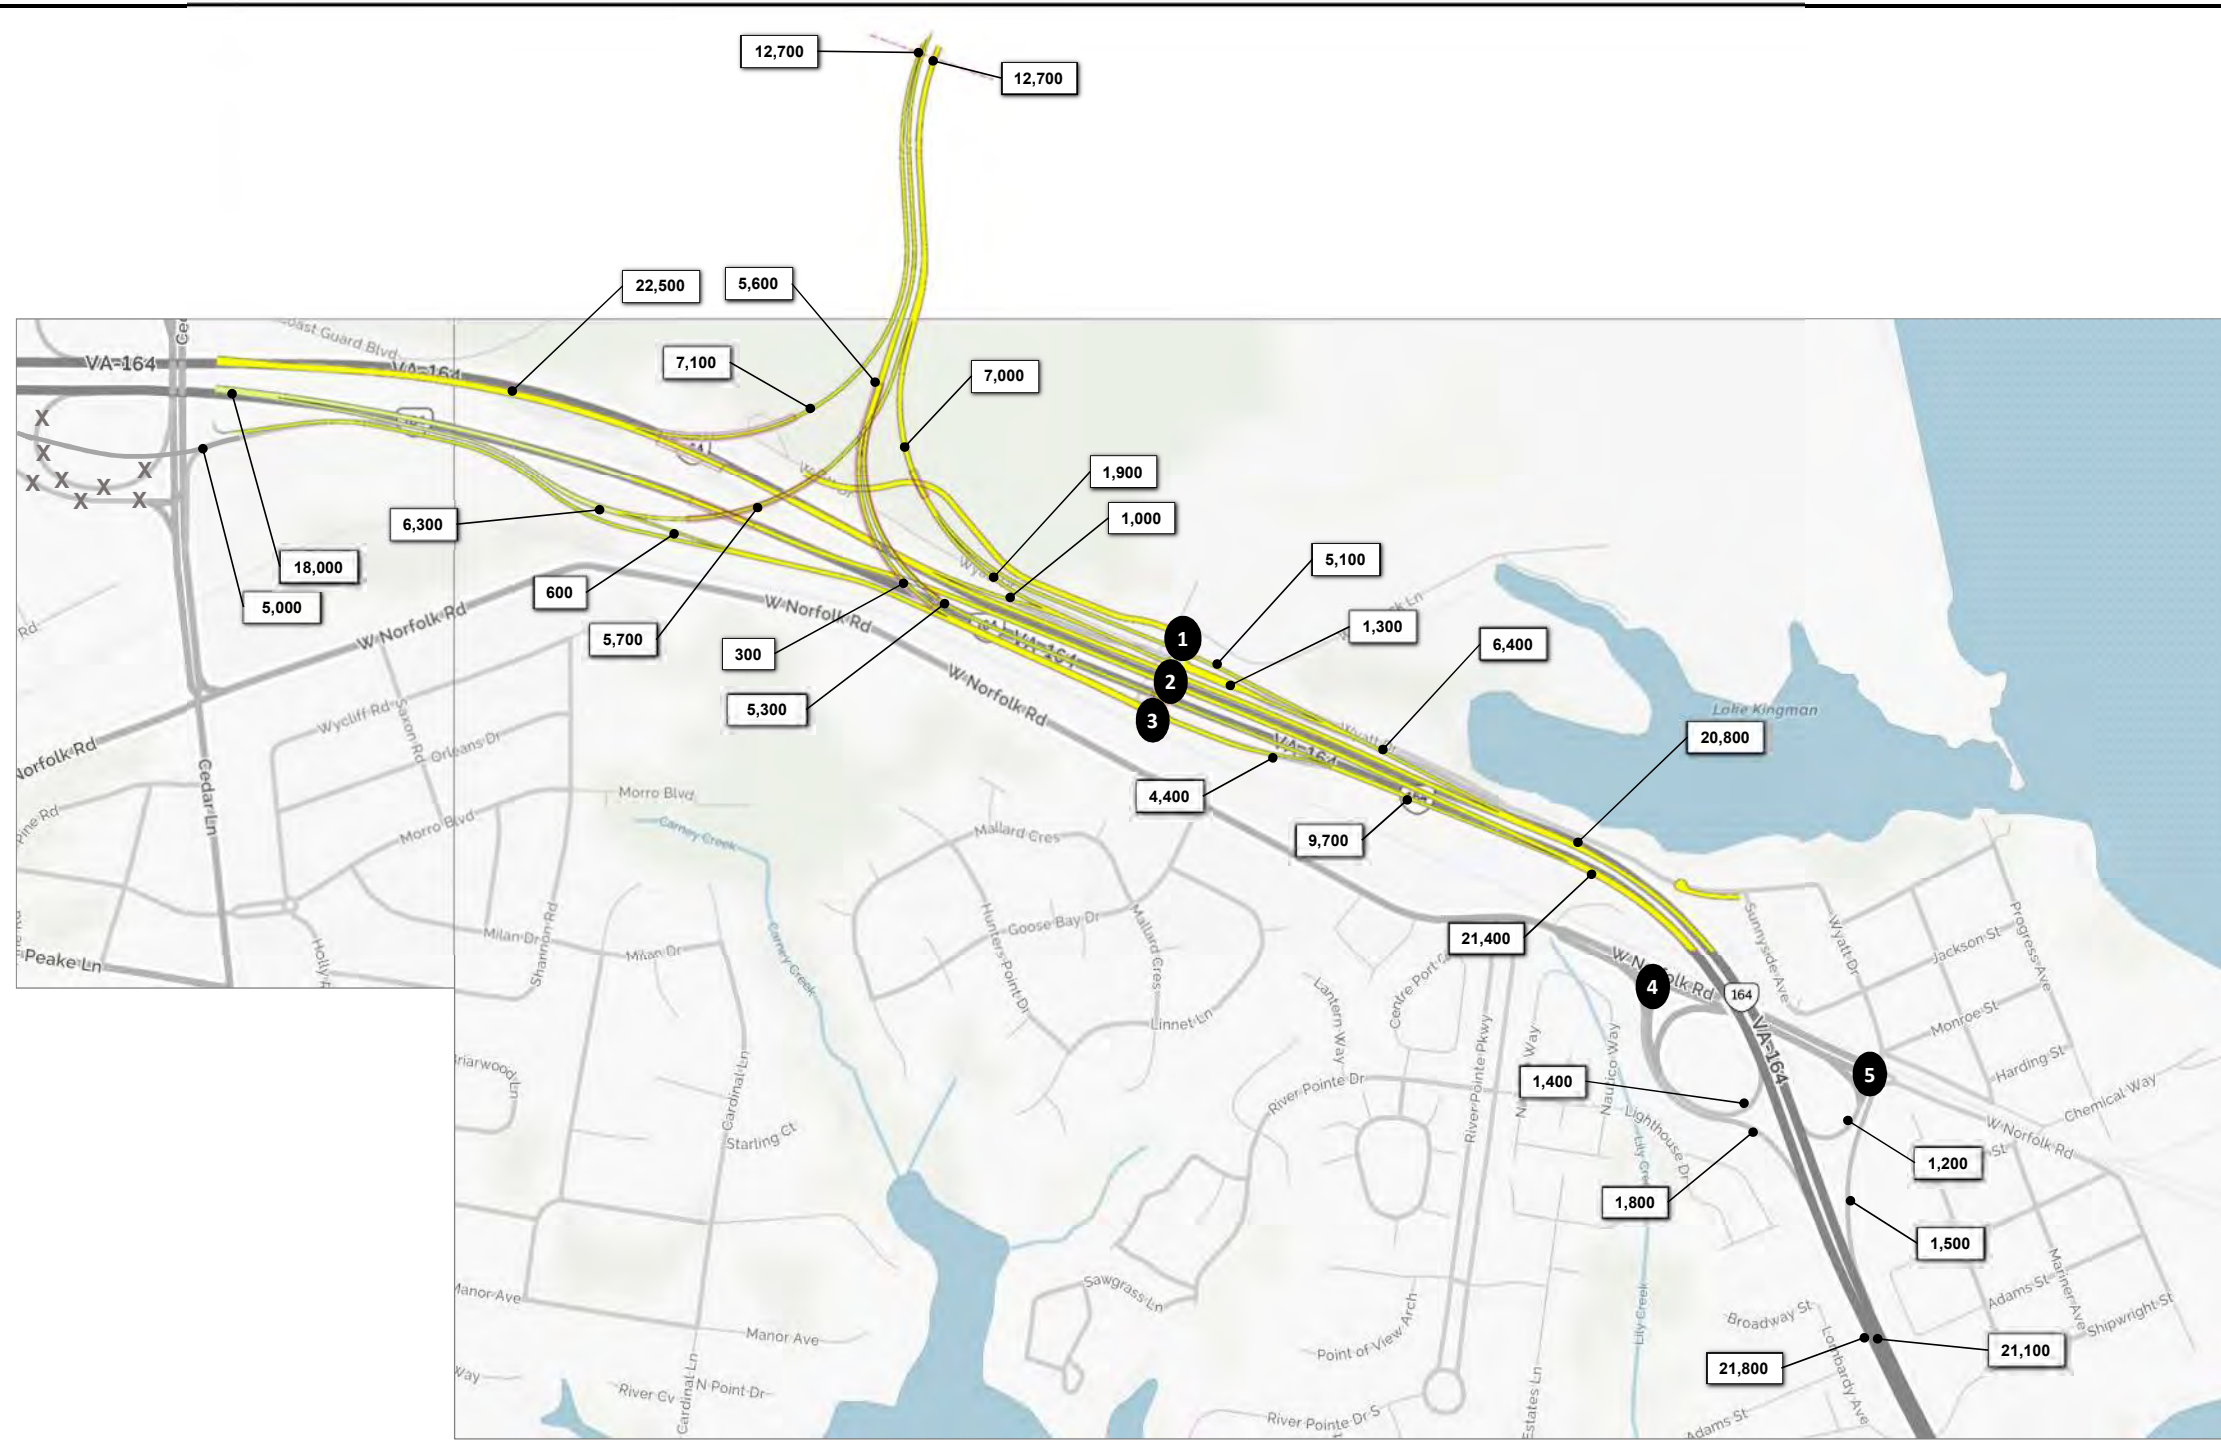 12,700
12,700
22,500
5,600
Coast Guard Blvd
VA-164
VA-164
7,100
7,000
X
X
X
X
X
X
X
X
1,900
1,000
6,300
5,100
18,000
5,000
600
W Norfolk Rd
W Norfolk Rd
1,300
5,700
300
VA-164
1
6,400
2
W Norfolk Rd
5,300
3
Wycliff Rd
Saxon Rd
Orleans Dr
Lake Kingman
Wyatt Dr
20,800
Norfolk Rd
VA-164
Cedar Ln
4,400
Morro Blvd
Morro Blvd
Pine Rd
Carney Creek
9,700
Mallard Cres
Goose Bay Dr
Hunters Point Dr
Mallard Cres
21,400
Milan Dr
Milan Dr
Shannon Rd
Peake Ln
Carney Creek
Linnet Ln
Lantern Way
River Pointe Pkwy
Nautico Way
4
164
VA-164
Sunnyside Ave
Wyatt Dr
Progress Ave
Jackson St
Monroe St
Harding St
Chemical Way
5
W Norfolk Rd
1,400
River Pointe Dr
Lighthouse Dr
Cardinal Ln
Starling Ct
1,200
1,800
1,500
Lily Creek
Sawgrass Ln
Manor Ave
Manor Ave
Point of View Arch
Broadway St
Lombardy Ave
Adams St
Mariner Ave
Shipwright St
21,100
21,800
Way
River Cv
N Point Dr
Cardinal Ln
River Pointe Dr S
Estates Ln
Adams St